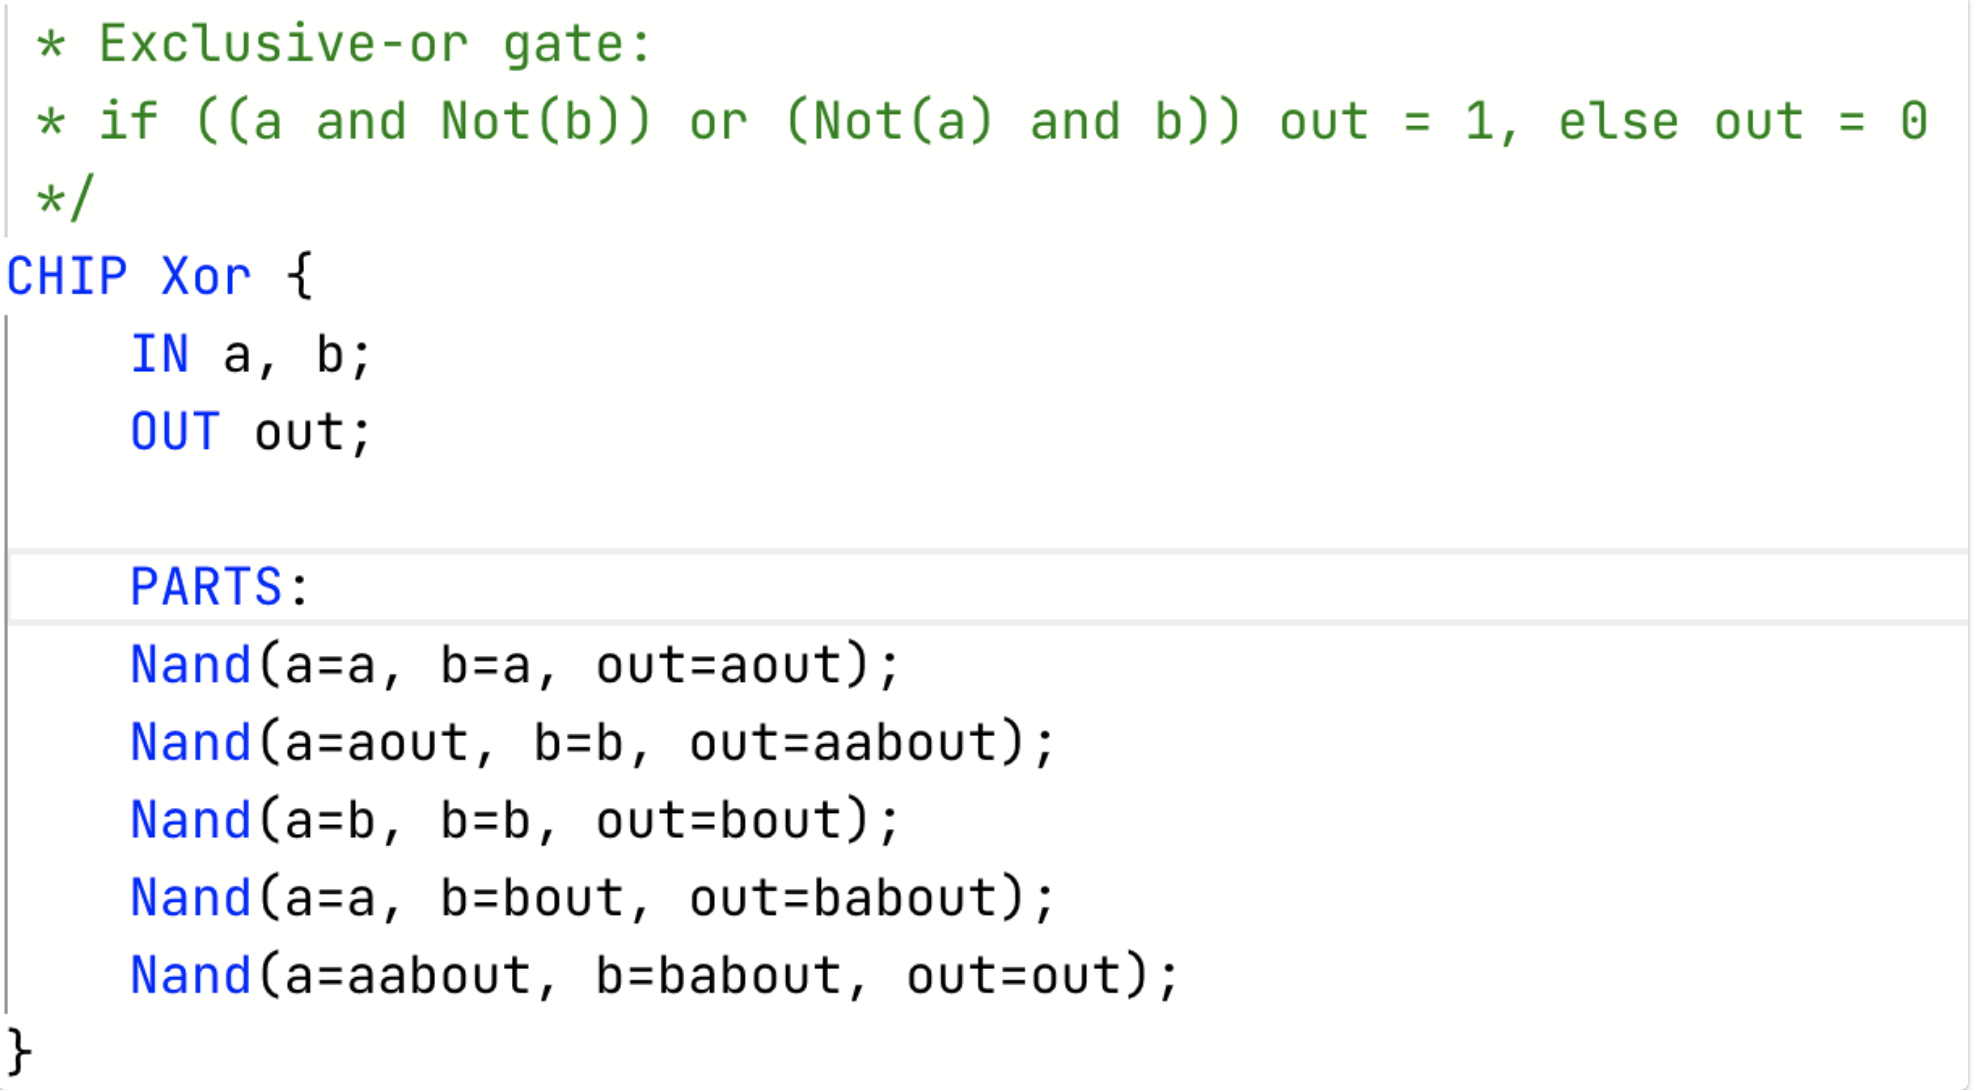 * Exclusive-or gate:
* if ((a and Not(b)) or (Not(a) and b)) out = 1, else out = 0
*/
CHIP Xor {
IN a, b;
OUT out;
PARTS:
Nand(a=a, b=a, out=aout);
Nand(a=aout, b=b, out=aabout);
Nand(a=b, b=b, out=bout);
Nand(a=a, b=bout, out=babout);
Nand(a=aabout, b=babout, out=out);
}